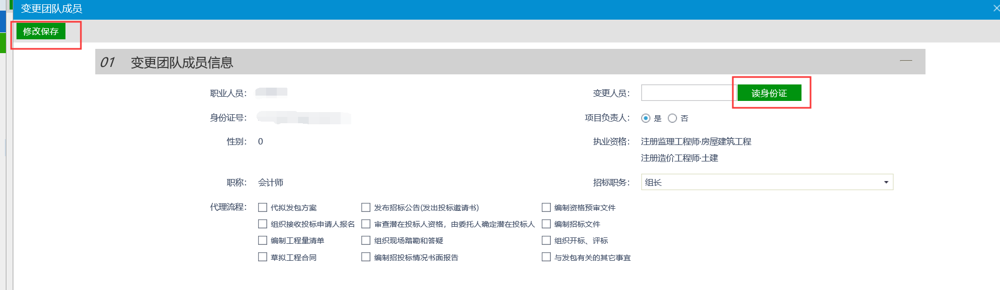 变更团队成员
修改保存
01 变更团队成员信息
职业人员： 变更人员： 读身份证
身份证号： 项目负责人： 是 否
性别： 0 执业资格： 注册监理工程师·房屋建筑工程
注册造价工程师·土建
职称： 会计师 招标职务： 组长
代理流程： 代拟发包方案 发布招标公告(发出投标邀请书) 编制资格预审文件
组织接收投标申请人报名 审查潜在投标人资格，由委托人确定潜在投标人 编制招标文件
编制工程量清单 组织现场踏勘和答疑 组织开标、评标
草拟工程合同 编制招投标情况书面报告 与发包有关的其它事宜